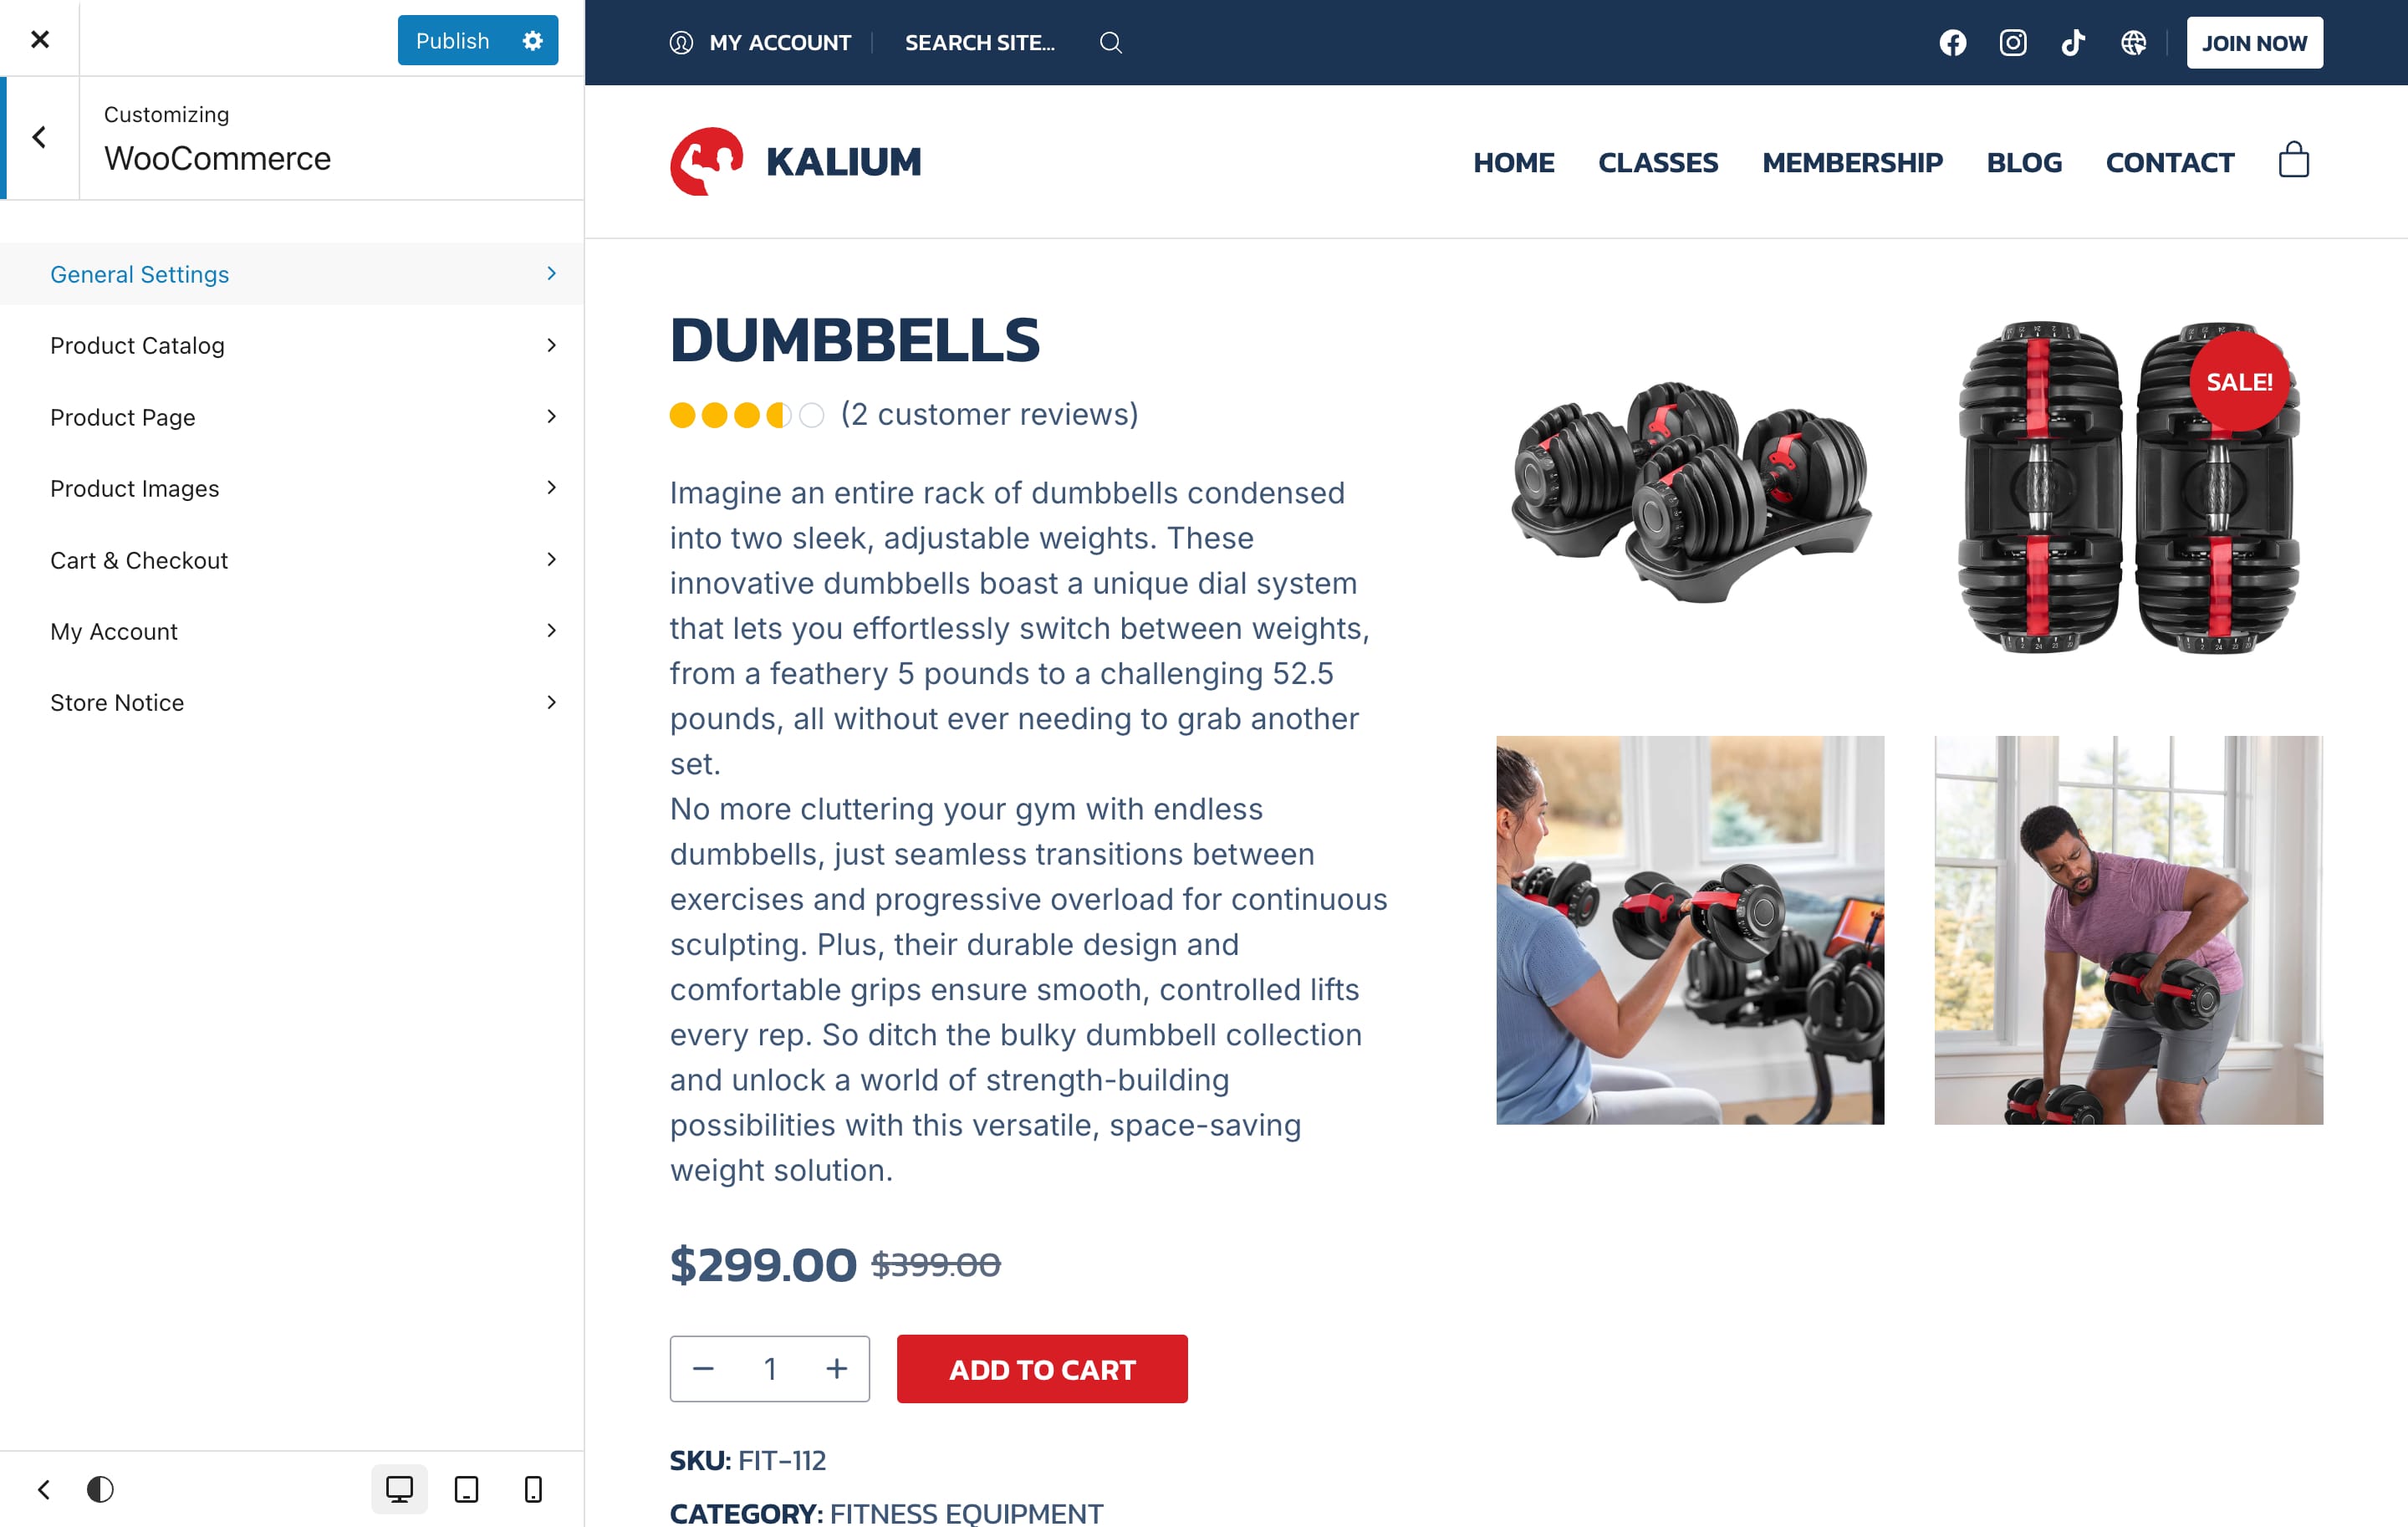 Publish
Customizing
WooCommerce
General Settings
Product Catalog
Product Page
Product Images
Cart & Checkout
My Account
Store Notice
MY ACCOUNT
SEARCH SITE...
JOIN NOW
KALIUM
HOME
CLASSES
MEMBERSHIP
BLOG
CONTACT
DUMBBELLS
(2 customer reviews)
Imagine an entire rack of dumbbells condensed
into two sleek, adjustable weights. These
innovative dumbbells boast a unique dial system
that lets you effortlessly switch between weights,
from a feathery 5 pounds to a challenging 52.5
pounds, all without ever needing to grab another
set.
No more cluttering your gym with endless
dumbbells, just seamless transitions between
exercises and progressive overload for continuous
sculpting. Plus, their durable design and
comfortable grips ensure smooth, controlled lifts
every rep. So ditch the bulky dumbbell collection
and unlock a world of strength-building
possibilities with this versatile, space-saving
weight solution.
$299.00 $399.00
1
ADD TO CART
SKU: FIT-112
CATEGORY: FITNESS EQUIPMENT
SALE!